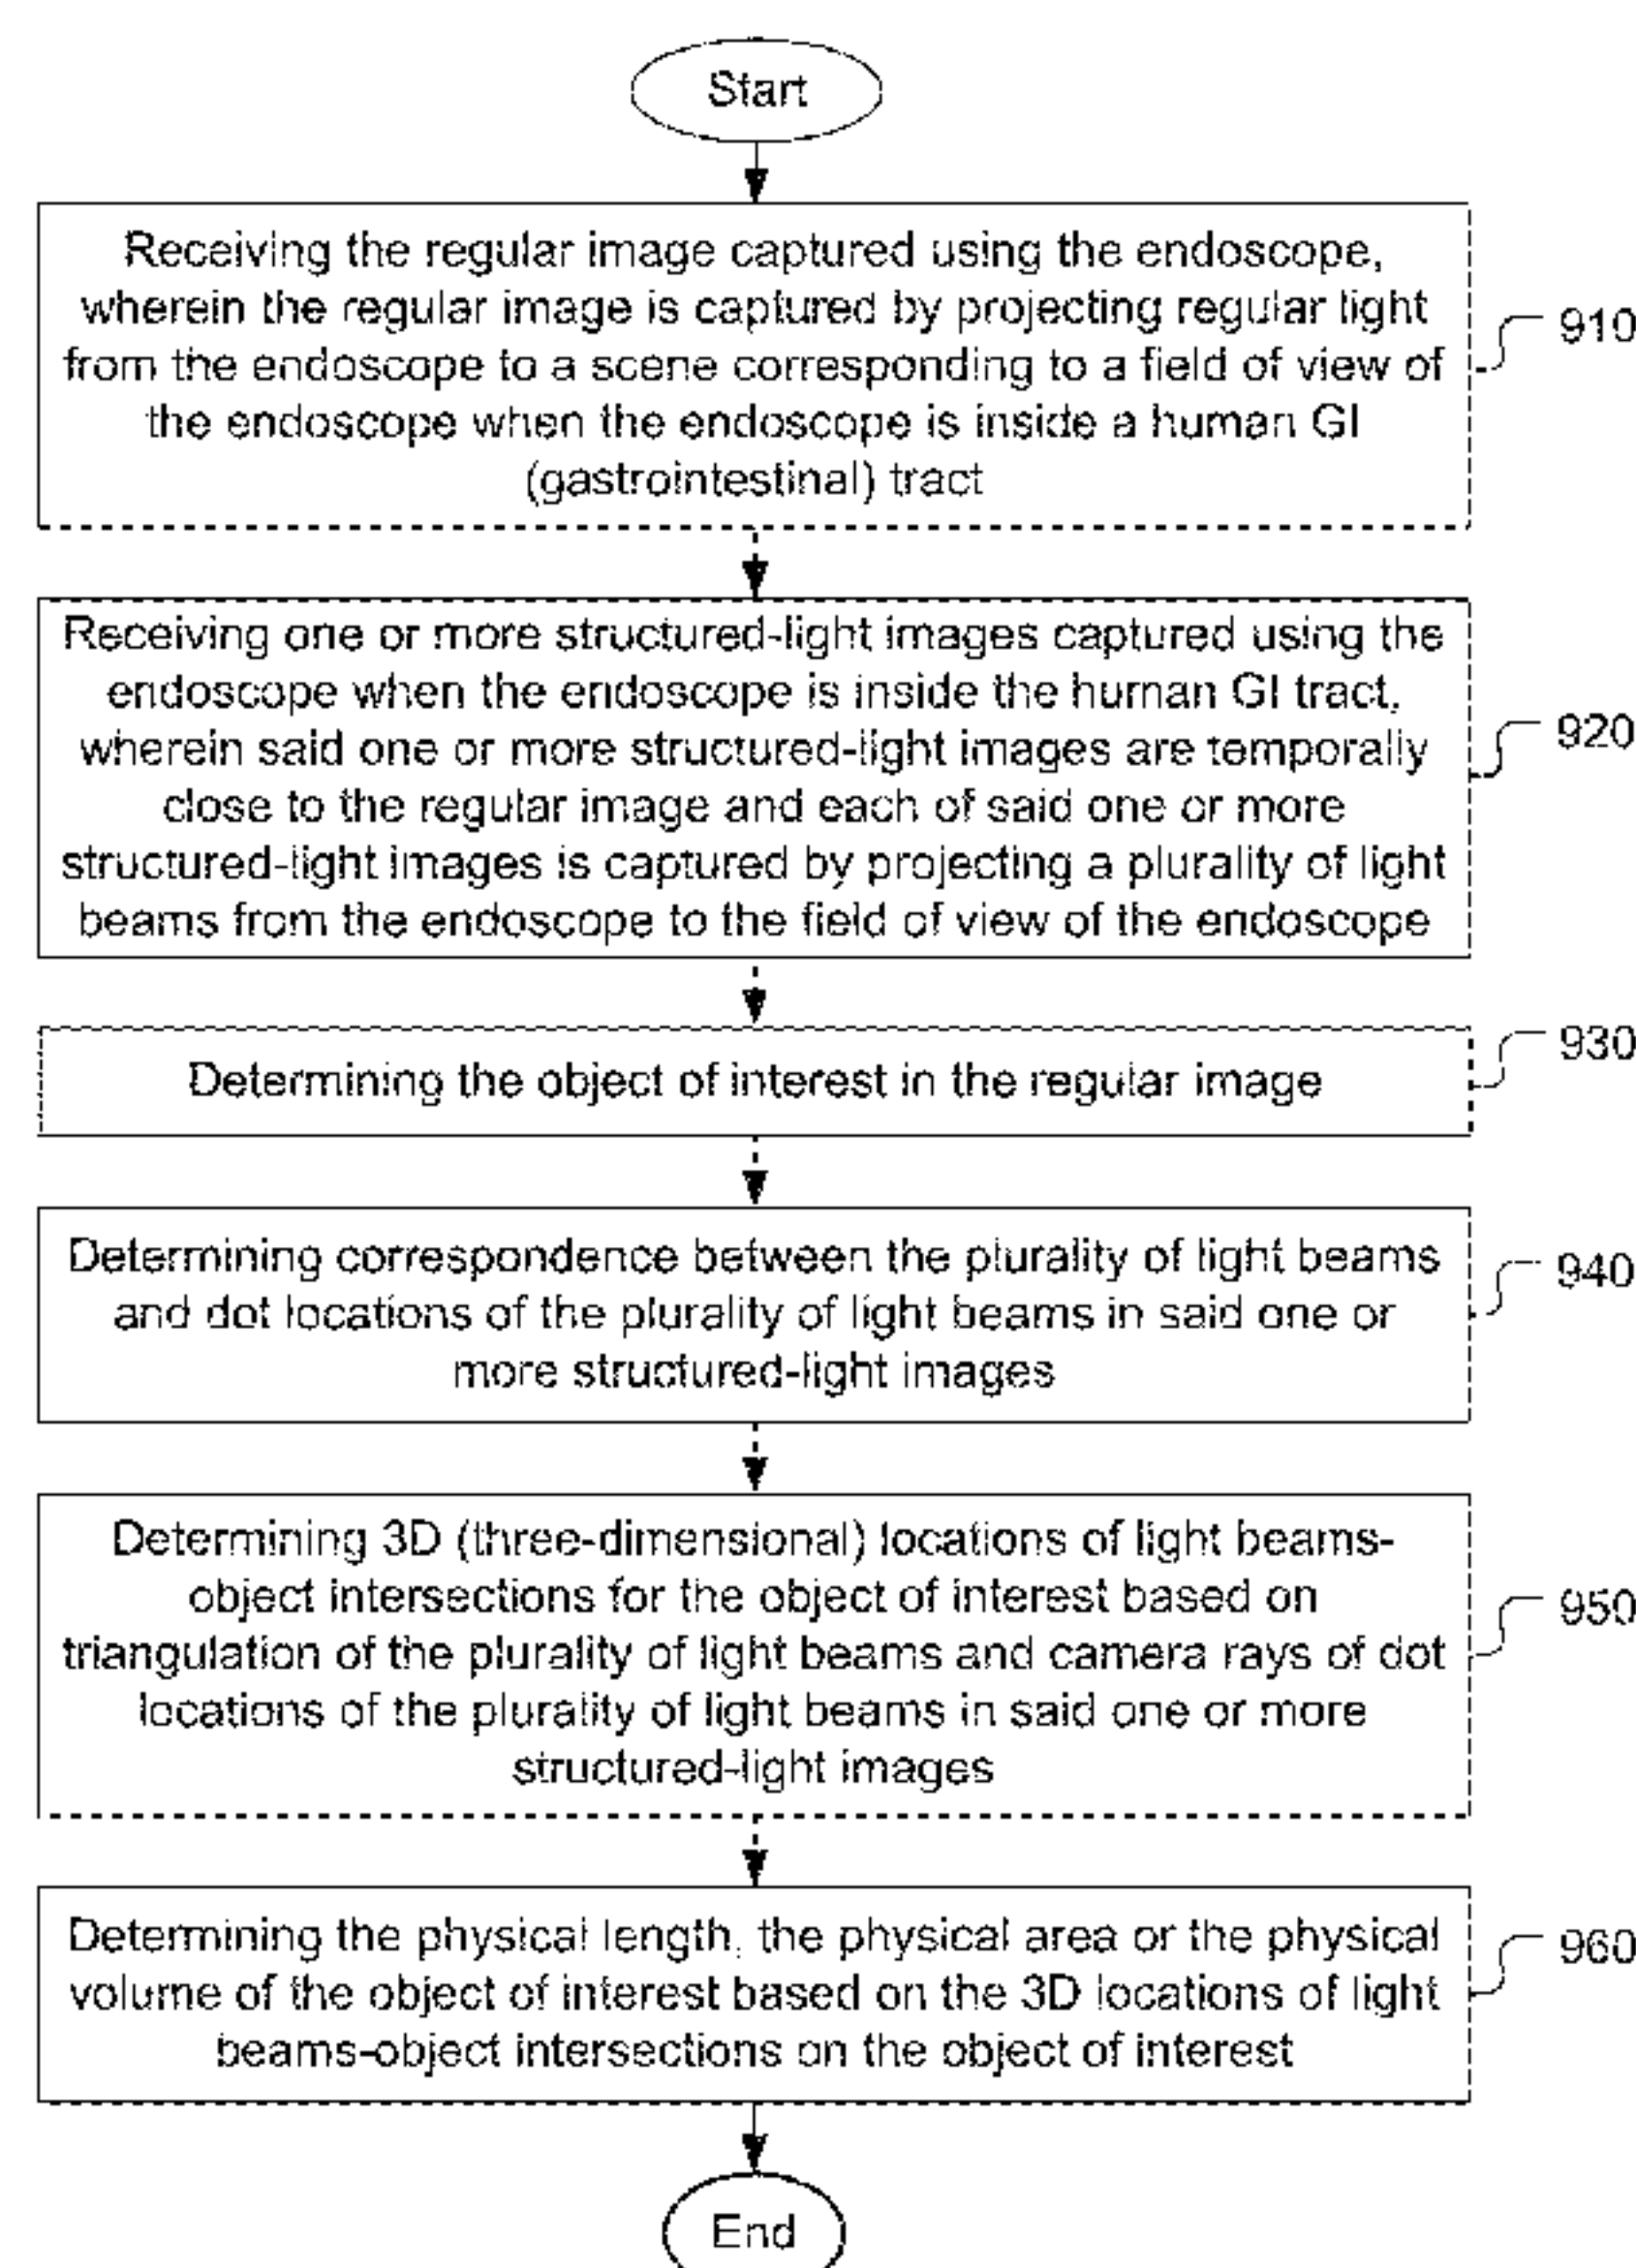 Start
Receiving the regular image captured using the endoscope,
wherein the regular image is captured by projecting regular light
from the endoscope to a scene corresponding to a field of view of
the endoscope when the endoscope is inside a human GI
(gastrointestinal) tract
910
Receiving one or more structured-light images captured using the
endoscope when the endoscope is inside the human GI tract,
wherein said one or more structured-light images are temporally
close to the regular image and each of said one or more
structured-light images is captured by projecting a plurality of light
beams from the endoscope to the field of view of the endoscope
920
Determining the object of interest in the regular image
930
Determining correspondence between the plurality of light beams
and dot locations of the plurality of light beams in said one or
more structured-light images
940
Determining 3D (three-dimensional) locations of light beams-
object intersections for the object of interest based on
triangulation of the plurality of light beams and camera rays of dot
locations of the plurality of light beams in said one or more
structured-light images
950
Determining the physical length, the physical area or the physical
volume of the object of interest based on the 3D locations of light
beams-object intersections on the object of interest
960
End